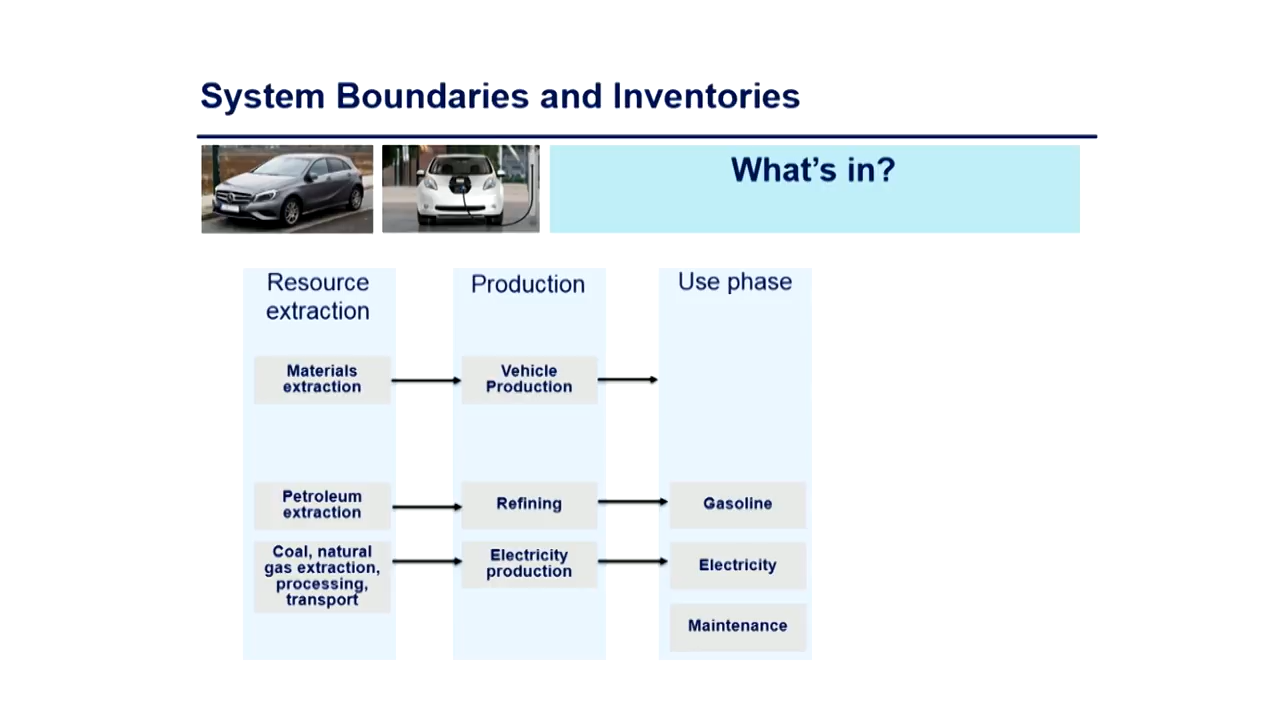 System Boundaries and Inventories
What's in?
Resource
extraction
Production
Use phase
Materials
extraction
Vehicle
Production
Petroleum
extraction
Refining
Gasoline
Coal, natural
gas extraction,
processing,
transport
Electricity
production
Electricity
Maintenance